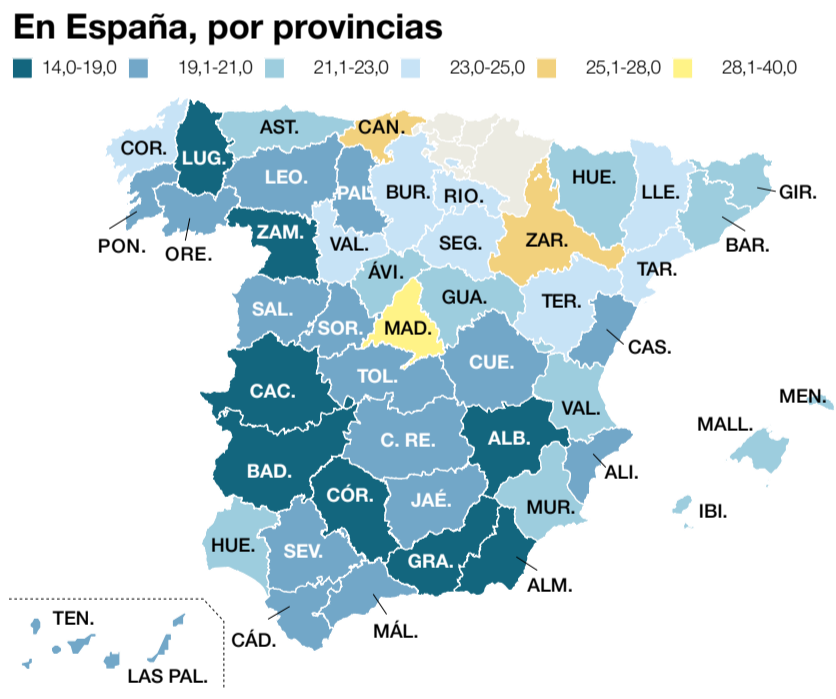 En España, por provincias
14,0-19,0 19,1-21,0 21,1-23,0 23,0-25,0 25,1-28,0 28,1-40,0
AST. CAN.
COR. LUG.
LEO. PAL. BUR. RIO. HUE. LLE. GIR.
PON. ORE. ZAM. VAL. SEG. ZAR. BAR.
ÁVI. TAR.
SAL. SOR. MAD. GUA. TER.
CAS.
TOL. CUE.
CAC. VAL. MEN.
C. RE. ALB. MALL.
BAD. ALI.
CÓR. JAÉ. MUR. IBI.
HUE. SEV. GRA. ALM.
TEN. CÁD. MÁL.
LAS PAL.